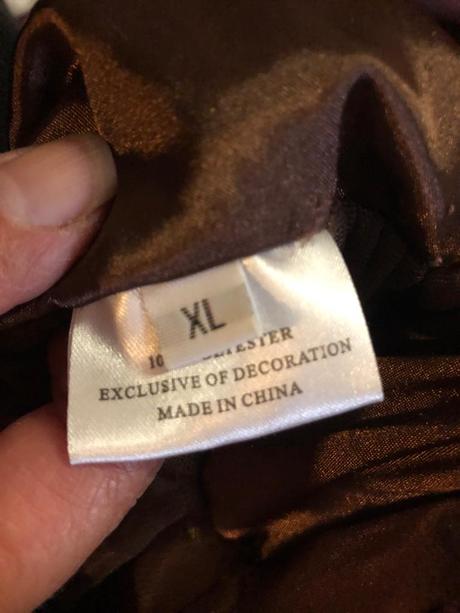 XL
EXCLUSIVE OF DECORATION
MADE IN CHINA